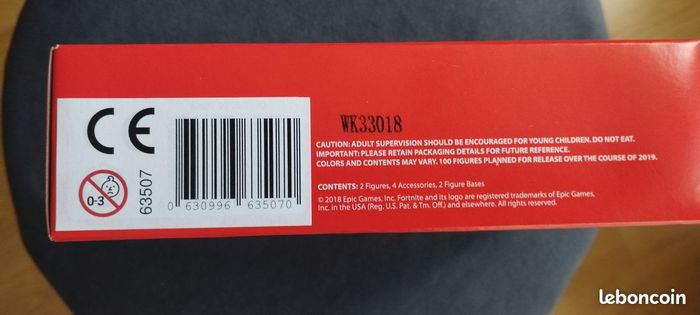 CE
0-3
63507
0 630996 635070
WK33018
CAUTION: ADULT SUPERVISION SHOULD BE ENCOURAGED FOR YOUNG CHILDREN. DO NOT EAT.
IMPORTANT: PLEASE RETAIN PACKAGING DETAILS FOR FUTURE REFERENCE.
COLORS AND CONTENTS MAY VARY. 100 FIGURES PLANNED FOR RELEASE OVER THE COURSE OF 2019.
CONTENTS: 2 Figures, 4 Accessories, 2 Figure Bases
© 2018 Epic Games, Inc. Fortnite and its logo are registered trademarks of Epic Games,
Inc. in the USA (Reg. U.S. Pat. & Tm. Off.) and elsewhere. All rights reserved.
leboncoin